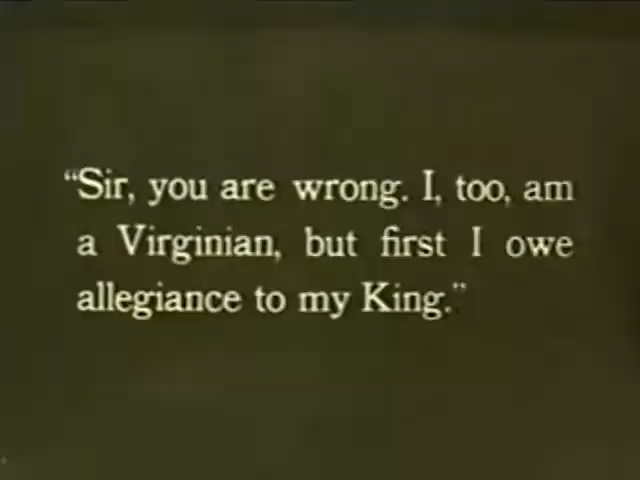 “Sir, you are wrong. I, too, am
a Virginian, but first I owe
allegiance to my King.”